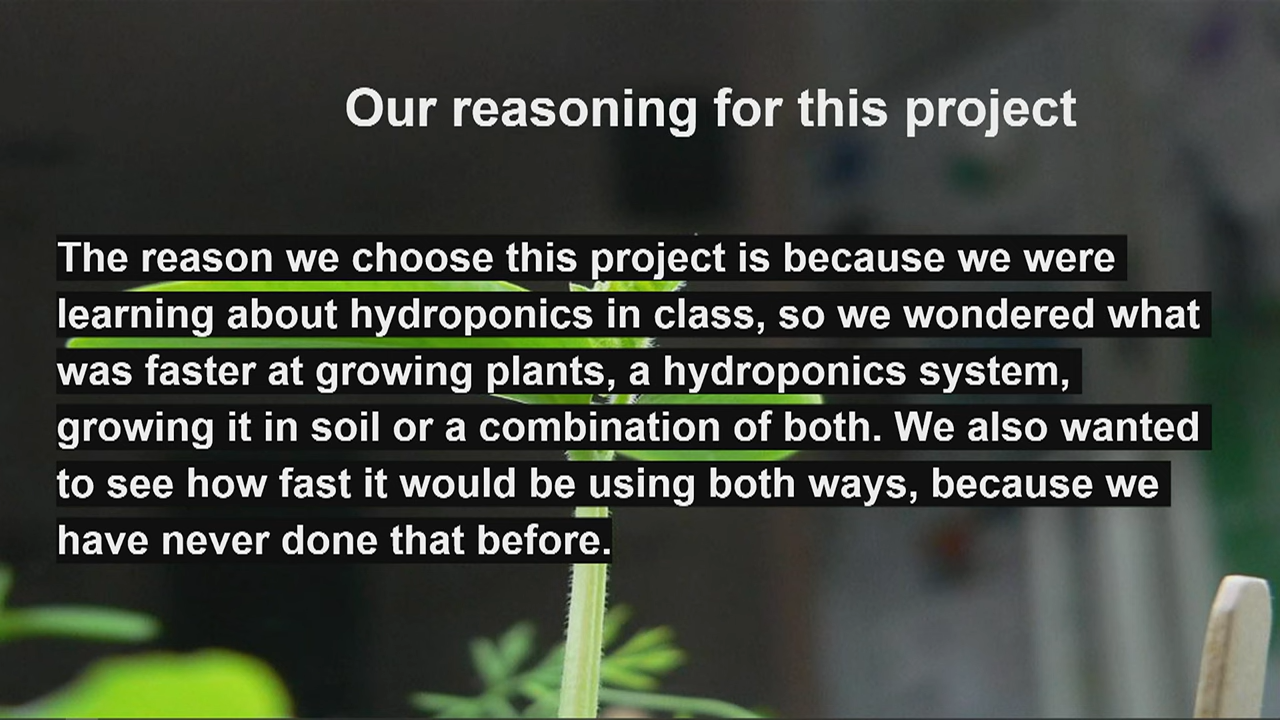 Our reasoning for this project
The reason we choose this project is because we were
learning about hydroponics in class, so we wondered what
was faster at growing plants, a hydroponics system,
growing it in soil or a combination of both. We also wanted
to see how fast it would be using both ways, because we
have never done that before.